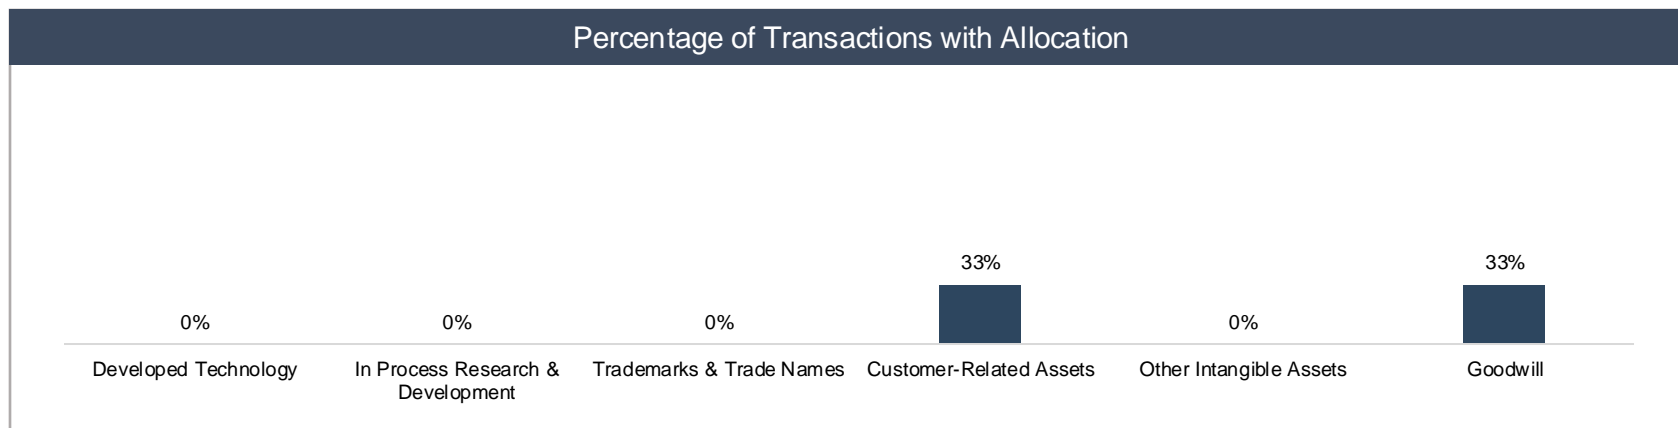 Percentage of Transactions with Allocation
33%
33%
0%
0%
0%
0%
Developed Technology
In Process Research &
Development
Trademarks & Trade Names
Customer-Related Assets
Other Intangible Assets
Goodwill